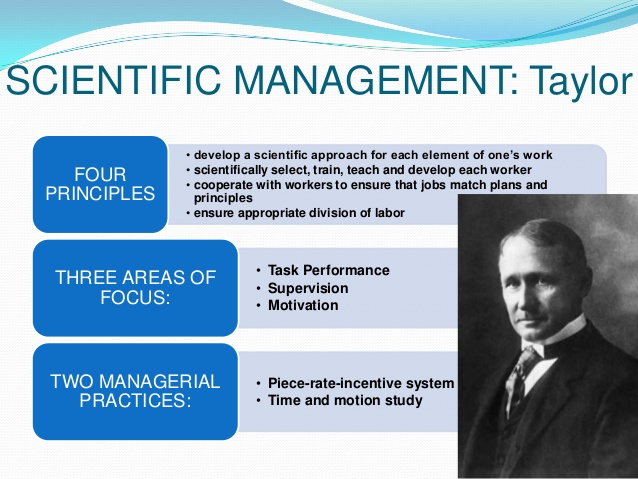 SCIENTIFIC MANAGEMENT: Taylor
FOUR
PRINCIPLES
• develop a scientific approach for each element of one's work
• scientifically select, train, teach and develop each worker
• cooperate with workers to ensure that jobs match plans and
principles
• ensure appropriate division of labor
THREE AREAS OF
FOCUS:
• Task Performance
• Supervision
• Motivation
TWO MANAGERIAL
PRACTICES:
• Piece-rate-incentive system
• Time and motion study